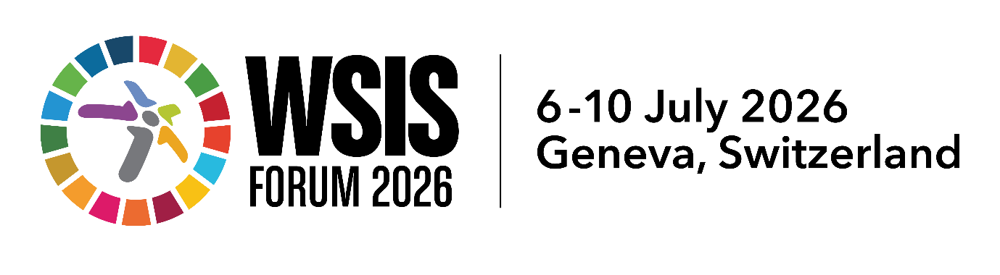 WSIS
FORUM 2026
6-10 July 2026
Geneva, Switzerland